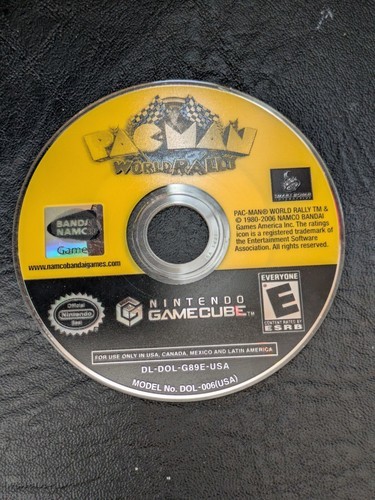 PAC-MAN
WORLD RALLY
BANDAI
NAMCO
Games
www.namcobandaigames.com
PAC-MAN® WORLD RALLY TM &
© 1980-2006 NAMCO BANDAI
Games America Inc. The ratings
icon is a registered trademark of
the Entertainment Software
Association. All rights reserved.
Official
Nintendo
Seal
NINTENDO
GAMECUBE™
EVERYONE
E
CONTENT RATED BY
ESRB
FOR USE ONLY IN USA, CANADA, MEXICO AND LATIN AMERICA
DL-DOL-G89E-USA
MODEL No. DOL-006(USA)